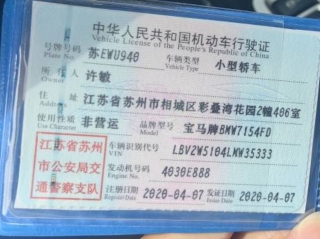 中华人民共和国机动车行驶证
Vehicle License of the People's Republic of China
号牌号码 苏EWU940 车辆类型 小型轿车
Plate No. Vehicle Type
所有人 许敏
Owner
住址 江苏省苏州市相城区彩叠湾花园2幢406室
Address
使用性质 非营运 品牌型号 宝马牌BMW7154FD
Use Character Model
江苏省苏州市公安局交通警察支队
车辆识别代号 LBV2W5104LMW35333
VIN
发动机号码 4030E888
Engine No.
注册日期 2020-04-07 发证日期 2020-04-07
Register Date Issue Date